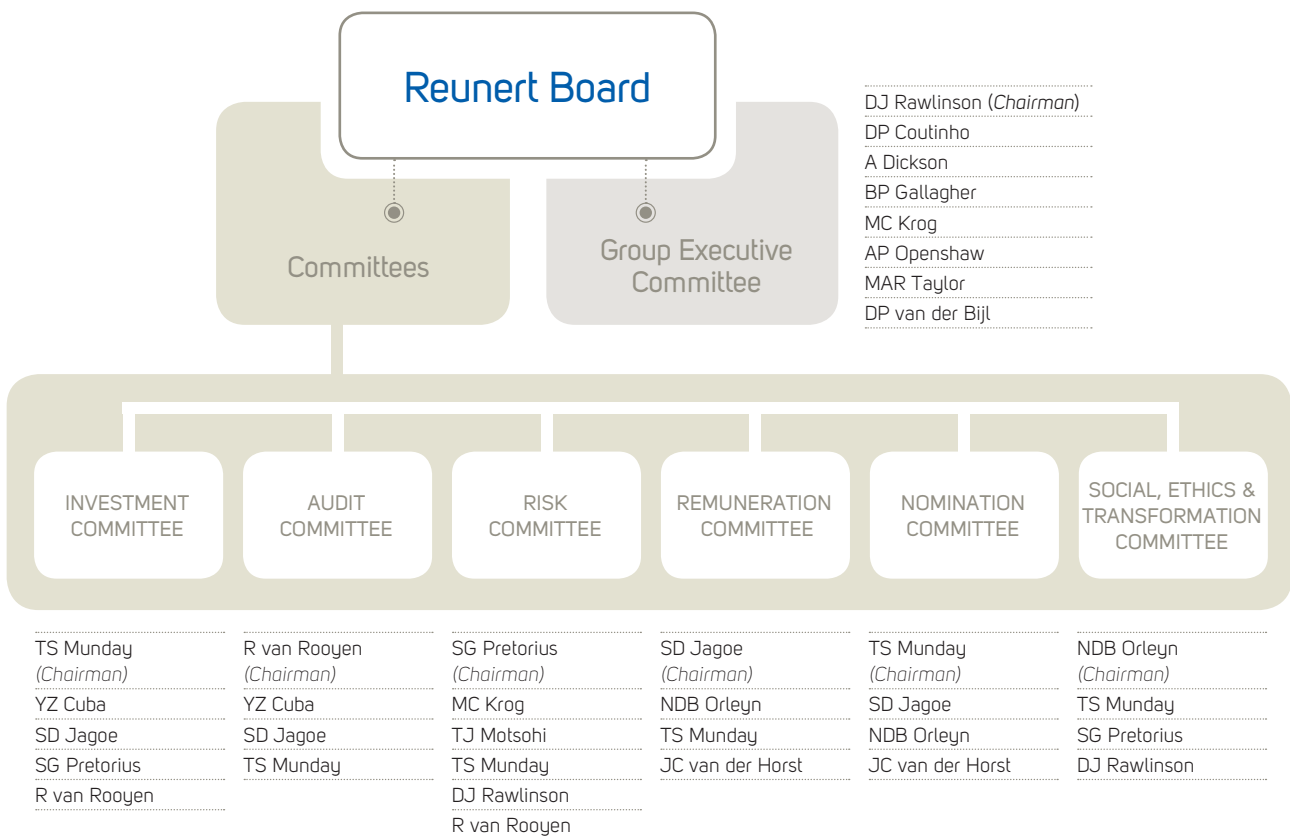 Reunert Board
Committees
Group Executive
Committee
DJ Rawlinson (Chairman)
DP Coutinho
A Dickson
BP Gallagher
MC Krog
AP Openshaw
MAR Taylor
DP van der Bijl
INVESTMENT
COMMITTEE
AUDIT
COMMITTEE
RISK
COMMITTEE
REMUNERATION
COMMITTEE
NOMINATION
COMMITTEE
SOCIAL, ETHICS &
TRANSFORMATION
COMMITTEE
TS Munday
(Chairman)
YZ Cuba
SD Jagoe
SG Pretorius
R van Rooyen
R van Rooyen
(Chairman)
YZ Cuba
SD Jagoe
TS Munday
SG Pretorius
(Chairman)
MC Krog
TJ Motsohi
TS Munday
DJ Rawlinson
R van Rooyen
SD Jagoe
(Chairman)
NDB Orleyn
TS Munday
JC van der Horst
TS Munday
(Chairman)
SD Jagoe
NDB Orleyn
JC van der Horst
NDB Orleyn
(Chairman)
TS Munday
SG Pretorius
DJ Rawlinson